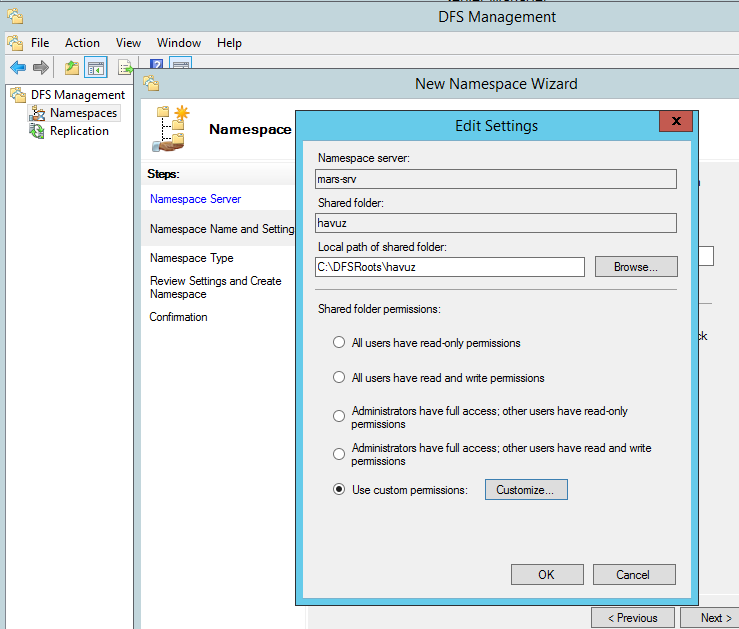 DFS Management
File Action View Window Help
DFS Management
Namespaces
Replication
New Namespace Wizard
Namespace
Steps:
Namespace Server
Namespace Name and Setting
Namespace Type
Review Settings and Create
Namespace
Confirmation
Edit Settings
Namespace server:
mars-srv
Shared folder:
havuz
Local path of shared folder:
C:\DFSRoots\havuz
Browse...
Shared folder permissions:
All users have read-only permissions
All users have read and write permissions
Administrators have full access; other users have read-only
permissions
Administrators have full access; other users have read and write
permissions
Use custom permissions:
Customize...
OK
Cancel
< Previous
Next >